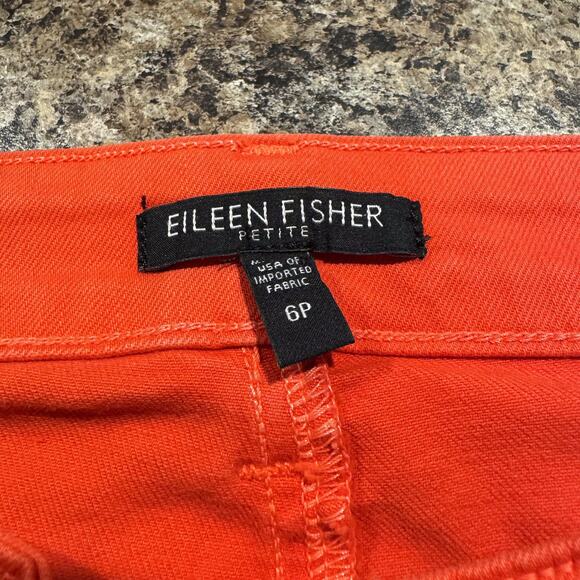 EILEEN FISHER
PETITE
USA OF
IMPORTED
FABRIC
6P